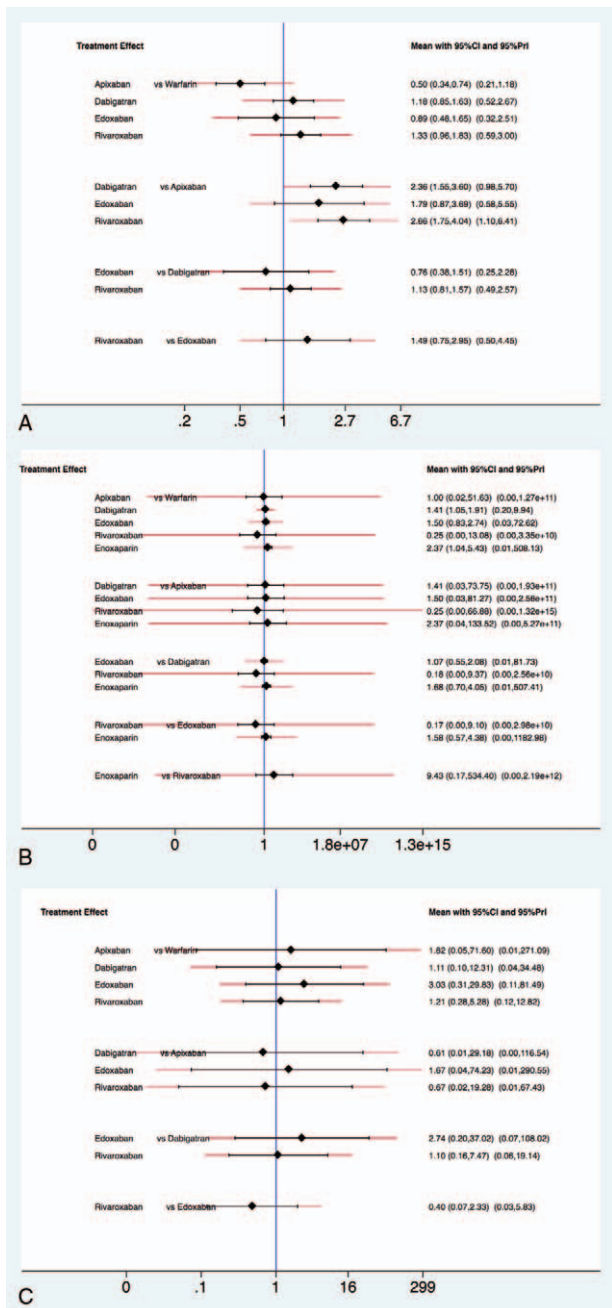 Treatment Effect Mean with 95%CI and 95%PrI
Apixaban vs Warfarin 0.50 (0.34,0.74) (0.21,1.18)
Dabigatran 1.18 (0.85,1.63) (0.52,2.67)
Edoxaban 0.89 (0.48,1.65) (0.32,2.51)
Rivaroxaban 1.33 (0.96,1.83) (0.59,3.00)
Dabigatran vs Apixaban 2.36 (1.55,3.60) (0.98,5.70)
Edoxaban 1.79 (0.87,3.69) (0.58,5.55)
Rivaroxaban 2.66 (1.75,4.04) (1.10,6.41)
Edoxaban vs Dabigatran 0.76 (0.38,1.51) (0.25,2.28)
Rivaroxaban 1.13 (0.81,1.57) (0.49,2.57)
Rivaroxaban vs Edoxaban 1.49 (0.75,2.95) (0.50,4.45)
A .2 .5 1 2.7 6.7
Treatment Effect Mean with 95%CI and 95%PrI
Apixaban vs Warfarin 1.00 (0.02,51.63) (0.00,1.27e+11)
Dabigatran 1.41 (1.05,1.91) (0.20,9.94)
Edoxaban 1.50 (0.83,2.74) (0.03,72.62)
Rivaroxaban 0.25 (0.00,13.08) (0.00,3.35e+10)
Enoxaparin 2.37 (1.04,5.43) (0.01,508.13)
Dabigatran vs Apixaban 1.41 (0.03,73.75) (0.00,1.93e+11)
Edoxaban 1.50 (0.03,81.27) (0.00,2.56e+11)
Rivaroxaban 0.25 (0.00,66.88) (0.00,1.32e+15)
Enoxaparin 2.37 (0.04,133.52) (0.00,5.27e+11)
Edoxaban vs Dabigatran 1.07 (0.55,2.08) (0.01,81.73)
Rivaroxaban 0.18 (0.00,9.37) (0.00,2.56e+10)
Enoxaparin 1.68 (0.70,4.05) (0.01,507.41)
Rivaroxaban vs Edoxaban 0.17 (0.00,9.10) (0.00,2.98e+10)
Enoxaparin 1.58 (0.57,4.38) (0.00,1182.98)
Enoxaparin vs Rivaroxaban 9.43 (0.17,534.40) (0.00,2.19e+12)
B 0 0 1 1.8e+07 1.3e+15
Treatment Effect Mean with 95%CI and 95%PrI
Apixaban vs Warfarin 1.82 (0.05,71.60) (0.01,271.09)
Dabigatran 1.11 (0.10,12.31) (0.04,34.48)
Edoxaban 3.03 (0.31,29.83) (0.11,81.49)
Rivaroxaban 1.21 (0.28,5.28) (0.12,12.82)
Dabigatran vs Apixaban 0.61 (0.01,29.18) (0.00,116.54)
Edoxaban 1.67 (0.04,74.23) (0.01,290.55)
Rivaroxaban 0.67 (0.02,19.28) (0.01,67.43)
Edoxaban vs Dabigatran 2.74 (0.20,37.02) (0.07,108.02)
Rivaroxaban 1.10 (0.16,7.47) (0.06,19.14)
Rivaroxaban vs Edoxaban 0.40 (0.07,2.33) (0.03,5.83)
C 0 .1 1 16 299